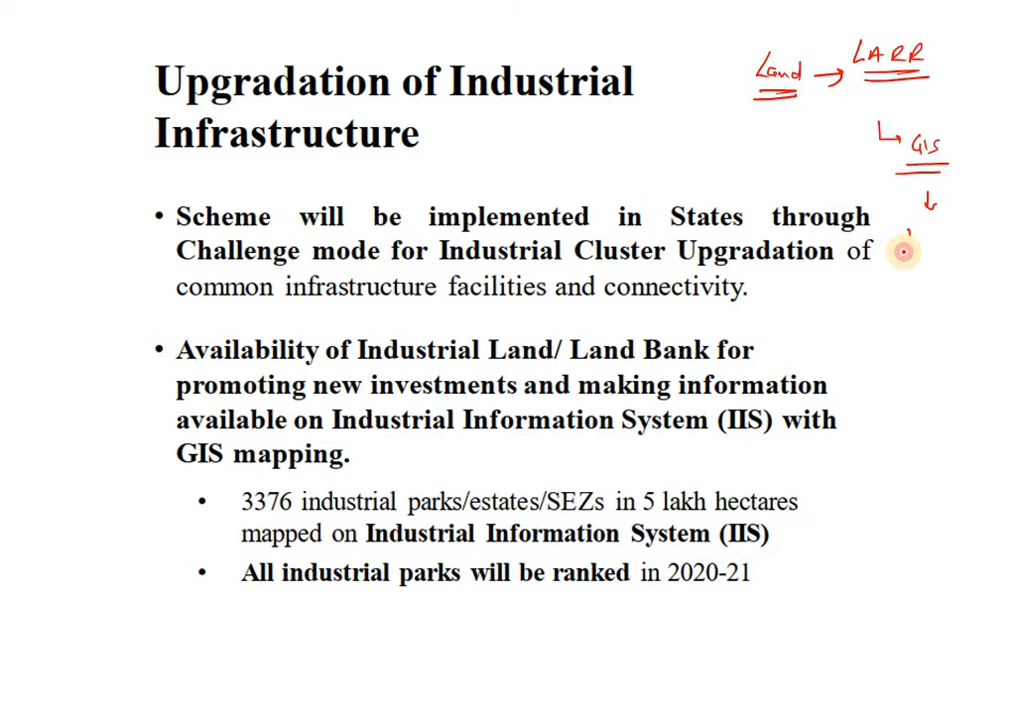 Upgradation of Industrial
Infrastructure
Land → LARR
↳ GIS
↓
• Scheme will be implemented in States through
Challenge mode for Industrial Cluster Upgradation of
common infrastructure facilities and connectivity.
• Availability of Industrial Land/ Land Bank for
promoting new investments and making information
available on Industrial Information System (IIS) with
GIS mapping.
• 3376 industrial parks/estates/SEZs in 5 lakh hectares
mapped on Industrial Information System (IIS)
• All industrial parks will be ranked in 2020-21